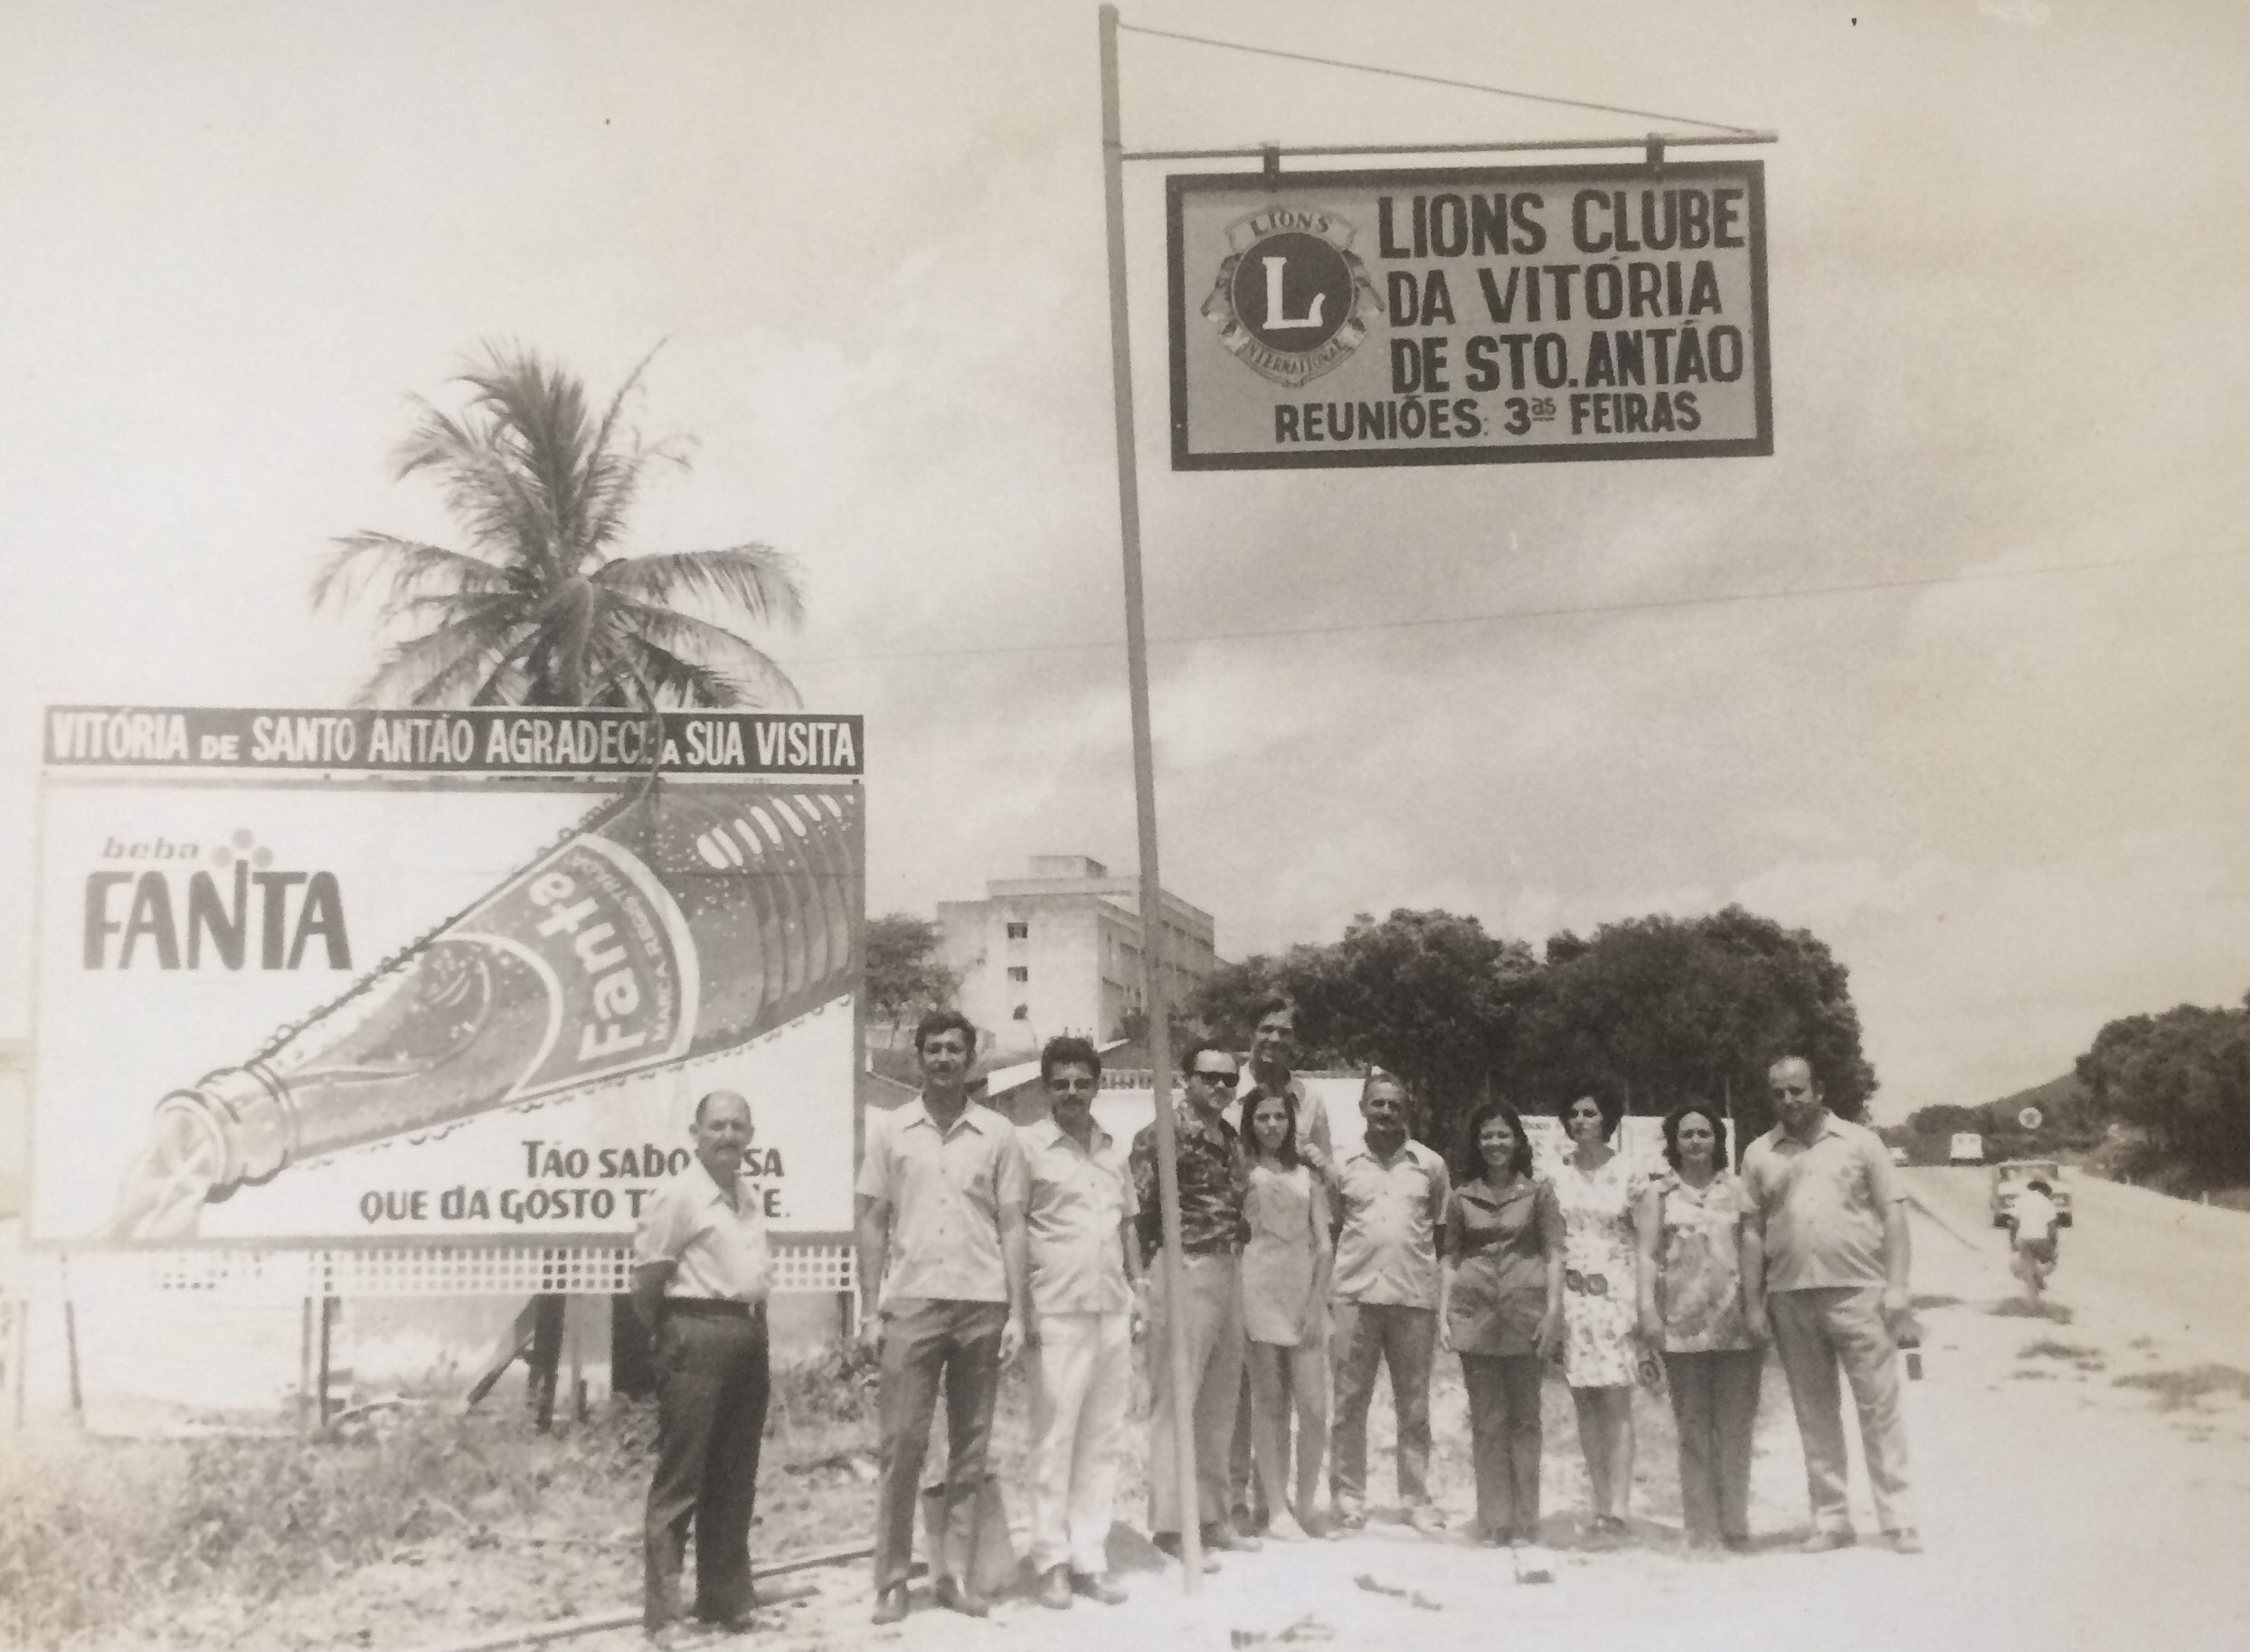 LIONS
L
INTERNATIONAL
LIONS CLUBE
DA VITÓRIA
DE STO. ANTÃO
REUNIÕES: 3as FEIRAS
VITÓRIA DE SANTO ANTÃO AGRADECE A SUA VISITA
beba
FANTA
Fanta
MARCA REGISTRADA
TÃO SABO SA
QUE DÁ GOSTO T E.